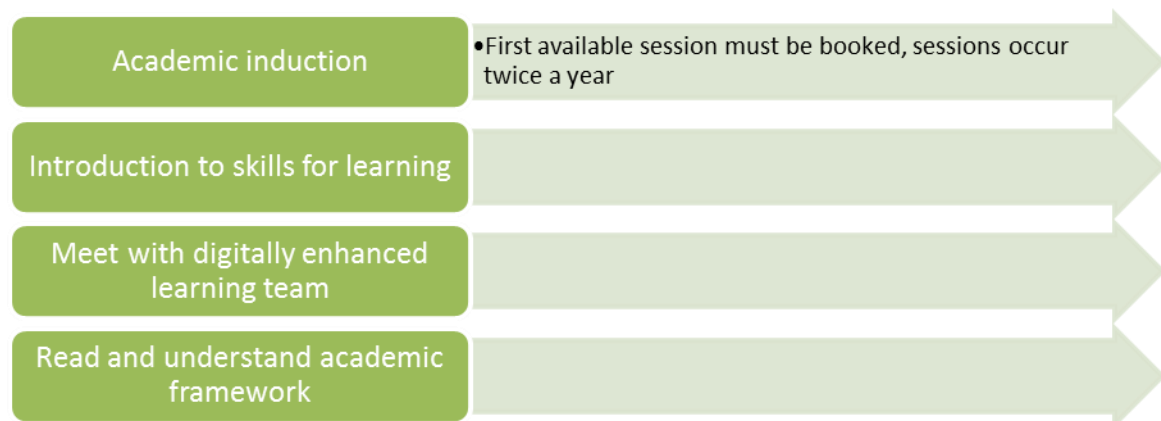 Academic induction
•First available session must be booked, sessions occur
twice a year
Introduction to skills for learning
Meet with digitally enhanced
learning team
Read and understand academic
framework